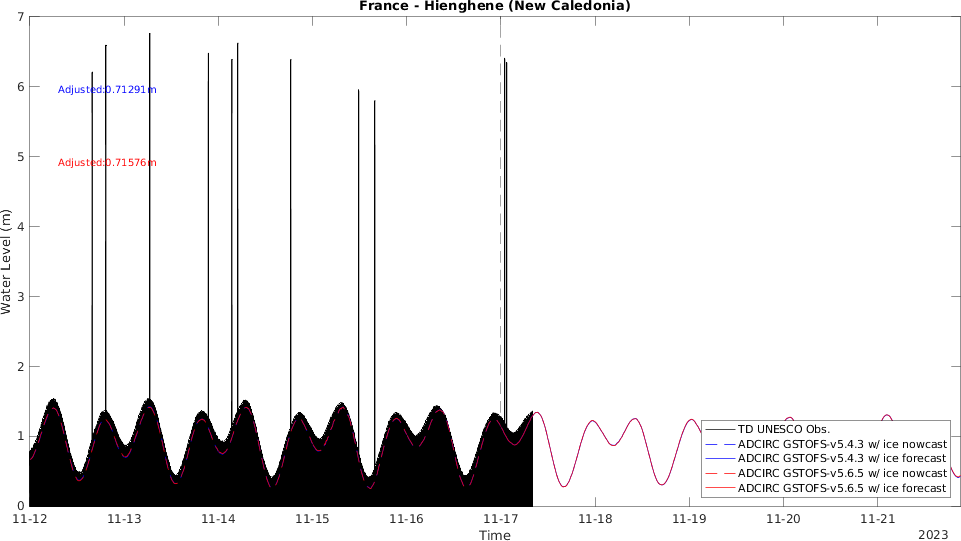 France - Hienghene (New Caledonia)
7
6
5
4
3
2
1
0
Water Level (m)
Adjusted:0.71291m
Adjusted:0.71576m
TD UNESCO Obs.
ADCIRC GSTOFS-v5.4.3 w/ ice nowcast
ADCIRC GSTOFS-v5.4.3 w/ ice forecast
ADCIRC GSTOFS-v5.6.5 w/ ice nowcast
ADCIRC GSTOFS-v5.6.5 w/ ice forecast
11-12 11-13 11-14 11-15 11-16 11-17 11-18 11-19 11-20 11-21
Time
2023